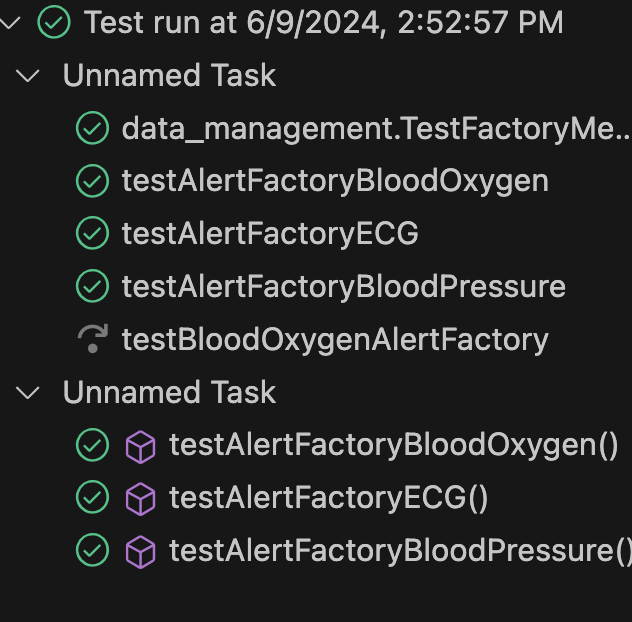 Test run at 6/9/2024, 2:52:57 PM
Unnamed Task
data_management.TestFactoryMe...
testAlertFactoryBloodOxygen
testAlertFactoryECG
testAlertFactoryBloodPressure
testBloodOxygenAlertFactory
Unnamed Task
testAlertFactoryBloodOxygen()
testAlertFactoryECG()
testAlertFactoryBloodPressure()